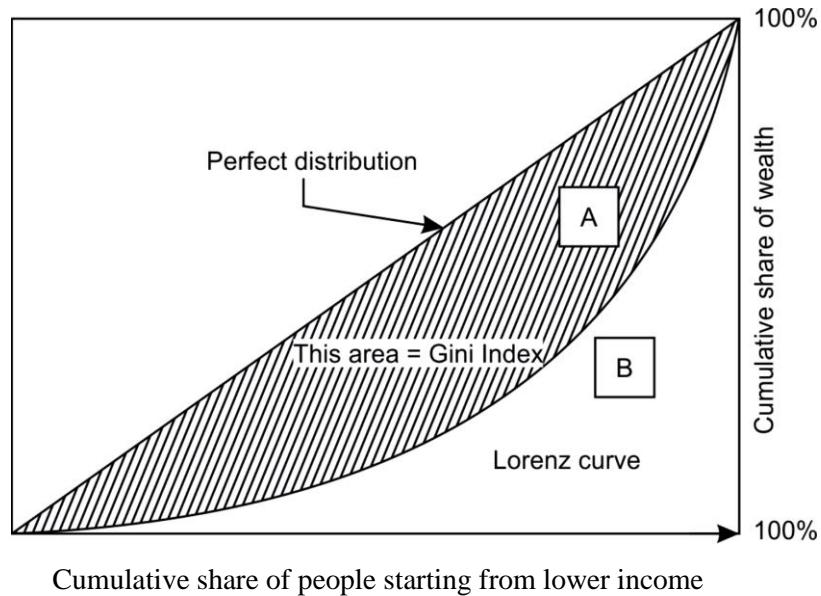 100%
Perfect distribution
A
Cumulative share of wealth
This area = Gini Index
B
Lorenz curve
100%
Cumulative share of people starting from lower income